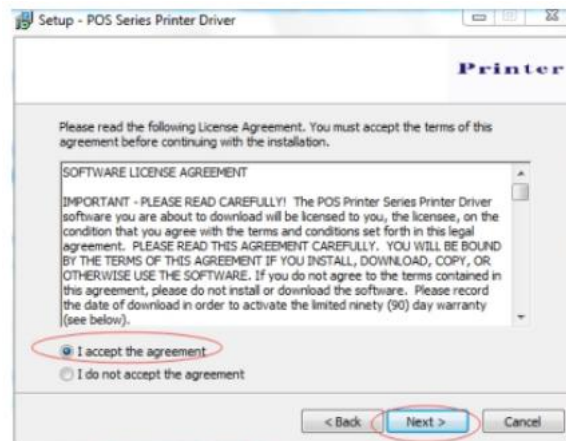 Setup - POS Series Printer Driver
Printer
Please read the following License Agreement. You must accept the terms of this
agreement before continuing with the installation.
SOFTWARE LICENSE AGREEMENT
IMPORTANT - PLEASE READ CAREFULLY! The POS Printer Series Printer Driver
software you are about to download will be licensed to you, the licensee, on the
condition that you agree with the terms and conditions set forth in this legal
agreement. PLEASE READ THIS AGREEMENT CAREFULLY. YOU WILL BE BOUND
BY THE TERMS OF THIS AGREEMENT IF YOU INSTALL, DOWNLOAD, COPY, OR
OTHERWISE USE THE SOFTWARE. If you do not agree to the terms contained in
this agreement, please do not install or download the software. Please record
the date of download in order to activate the limited ninety (90) day warranty
(see below).
I accept the agreement
I do not accept the agreement
< Back Next > Cancel